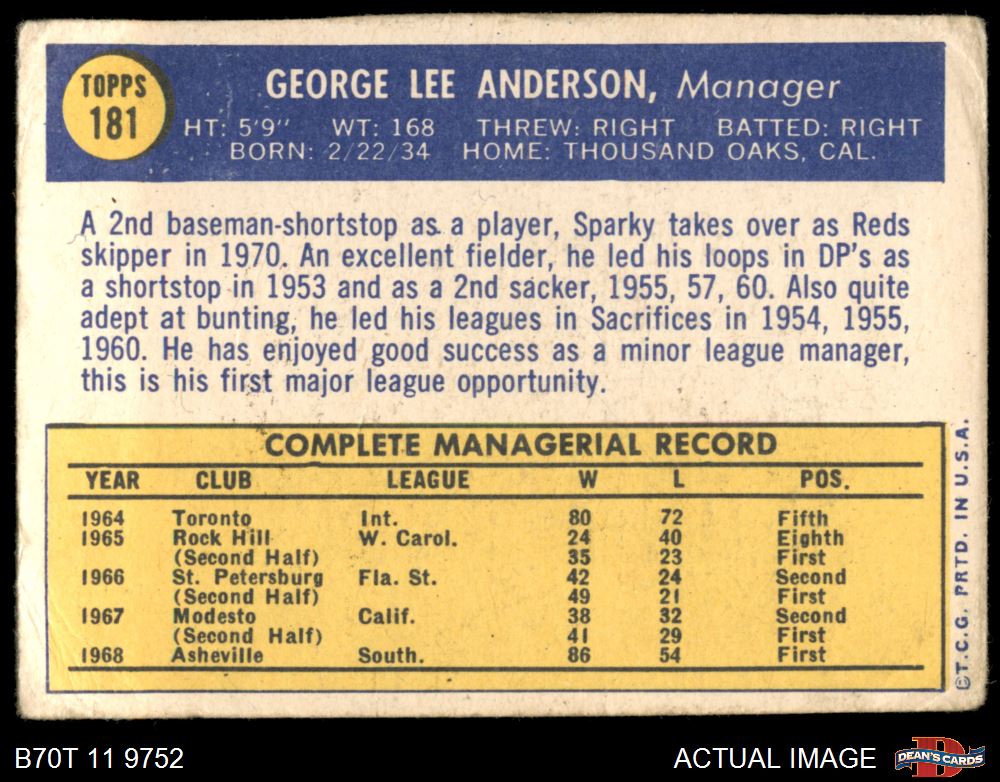 TOPPS
181
GEORGE LEE ANDERSON, Manager
HT: 5'9" WT: 168 THREW: RIGHT BATTED: RIGHT
BORN: 2/22/34 HOME: THOUSAND OAKS, CAL.
A 2nd baseman-shortstop as a player, Sparky takes over as Reds
skipper in 1970. An excellent fielder, he led his loops in DP's as
a shortstop in 1953 and as a 2nd sacker, 1955, 57, 60. Also quite
adept at bunting, he led his leagues in Sacrifices in 1954, 1955,
1960. He has enjoyed good success as a minor league manager,
this is his first major league opportunity.
COMPLETE MANAGERIAL RECORD
YEAR CLUB LEAGUE W L POS.
1964 Toronto Int. 80 72 Fifth
1965 Rock Hill W. Carol. 24 40 Eighth
(Second Half) 35 23 First
1966 St. Petersburg Fla. St. 42 24 Second
(Second Half) 49 21 First
1967 Modesto Calif. 38 32 Second
(Second Half) 41 29 First
1968 Asheville South. 86 54 First
©T.C.G. PRTD. IN U.S.A.
B70T 11 9752
ACTUAL IMAGE
D
DEAN'S CARDS